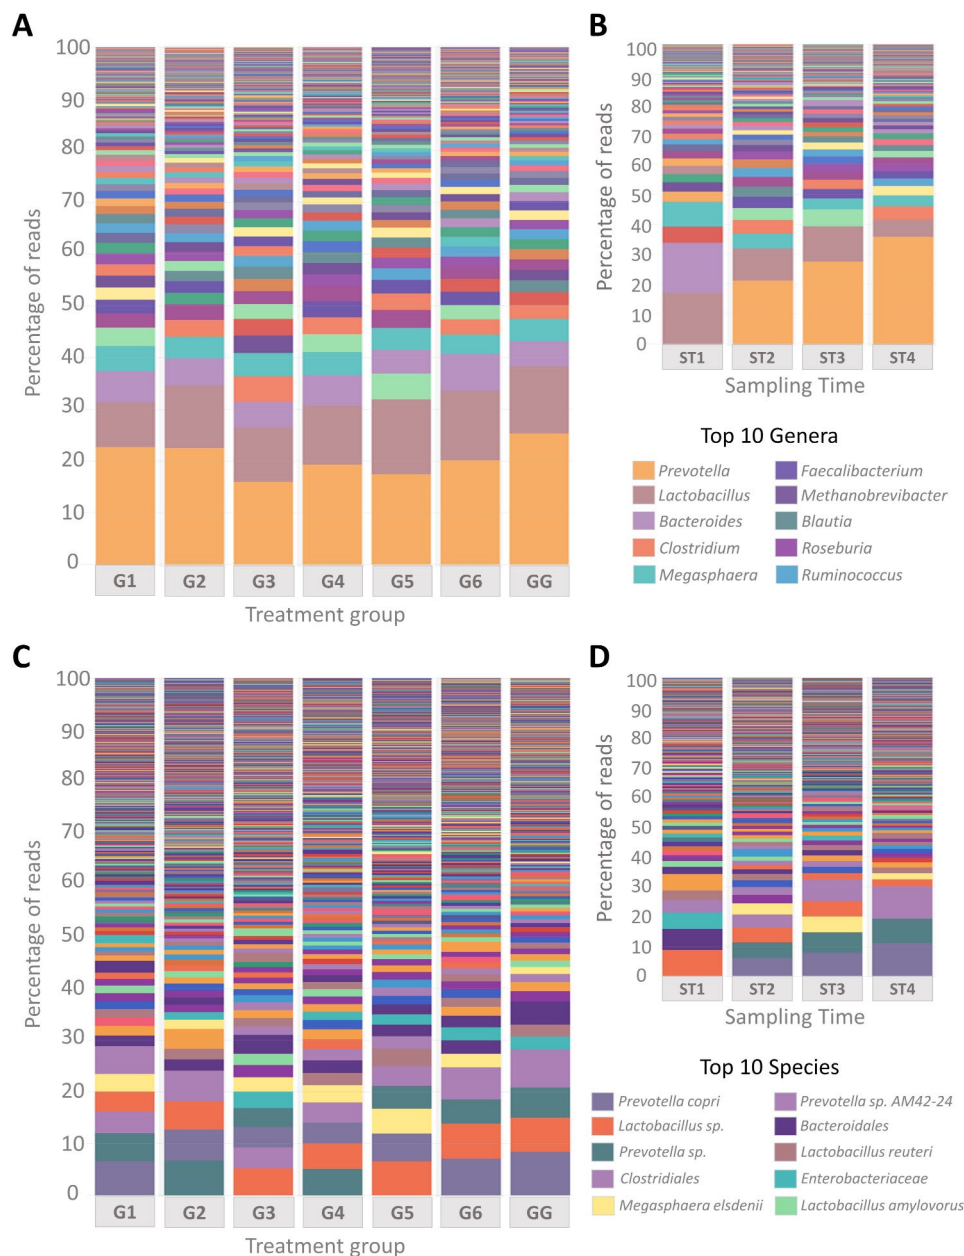 A
100
90
80
70
60
50
40
30
20
10
0
Percentage of reads
G1 G2 G3 G4 G5 G6 GG
Treatment group
B
100
90
80
70
60
50
40
30
20
10
0
Percentage of reads
ST1 ST2 ST3 ST4
Sampling Time
Top 10 Genera
Prevotella Faecalibacterium
Lactobacillus Methanobrevibacter
Bacteroides Blautia
Clostridium Roseburia
Megasphaera Ruminococcus
C
100
90
80
70
60
50
40
30
20
10
0
Percentage of reads
G1 G2 G3 G4 G5 G6 GG
Treatment group
D
100
90
80
70
60
50
40
30
20
10
0
Percentage of reads
ST1 ST2 ST3 ST4
Sampling Time
Top 10 Species
Prevotella copri Prevotella sp. AM42-24
Lactobacillus sp. Bacteroidales
Prevotella sp. Lactobacillus reuteri
Clostridiales Enterobacteriaceae
Megasphaera elsdenii Lactobacillus amylovorus